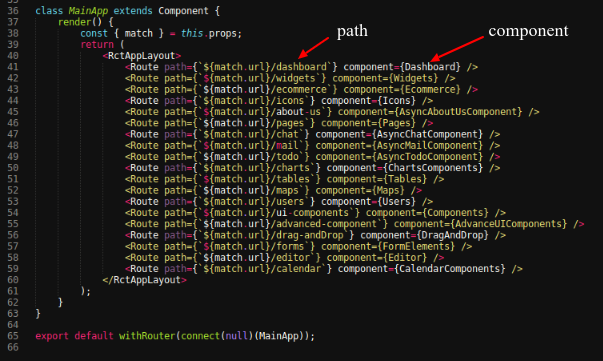 path component
36 class MainApp extends Component {
37 render() {
38 const { match } = this.props;
39 return (
40 <RctAppLayout>
41 <Route path={`${match.url}/dashboard`} component={Dashboard} />
42 <Route path={`${match.url}/widgets`} component={Widgets} />
43 <Route path={`${match.url}/ecommerce`} component={Ecommerce} />
44 <Route path={`${match.url}/icons`} component={Icons} />
45 <Route path={`${match.url}/about-us`} component={AsyncAboutUsComponent} />
46 <Route path={`${match.url}/pages`} component={Pages} />
47 <Route path={`${match.url}/chat`} component={AsyncChatComponent} />
48 <Route path={`${match.url}/mail`} component={AsyncMailComponent} />
49 <Route path={`${match.url}/todo`} component={AsyncTodoComponent} />
50 <Route path={`${match.url}/charts`} component={ChartsComponents} />
51 <Route path={`${match.url}/tables`} component={Tables} />
52 <Route path={`${match.url}/maps`} component={Maps} />
53 <Route path={`${match.url}/users`} component={Users} />
54 <Route path={`${match.url}/ui-components`} component={Components} />
55 <Route path={`${match.url}/advanced-component`} component={AdvanceUIComponents} />
56 <Route path={`${match.url}/drag-andDrop`} component={DragAndDrop} />
57 <Route path={`${match.url}/forms`} component={FormElements} />
58 <Route path={`${match.url}/editor`} component={Editor} />
59 <Route path={`${match.url}/calendar`} component={CalendarComponents} />
60 </RctAppLayout>
61 );
62 }
63 }
64
65 export default withRouter(connect(null)(MainApp));
66